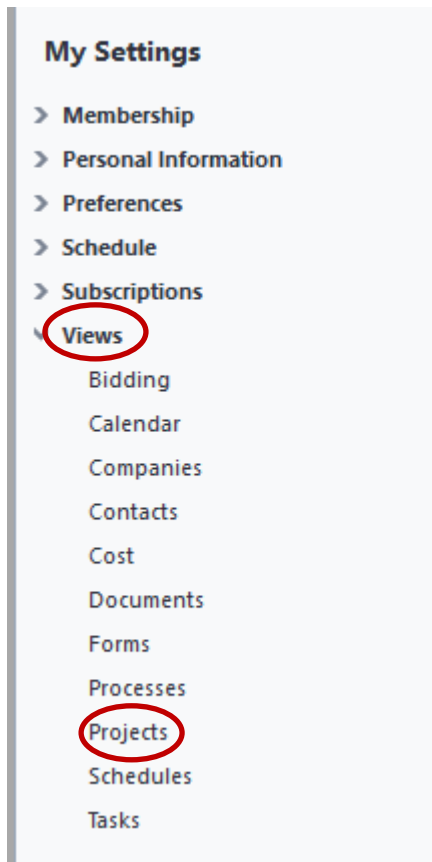 My Settings
Membership
Personal Information
Preferences
Schedule
Subscriptions
Views
Bidding
Calendar
Companies
Contacts
Cost
Documents
Forms
Processes
Projects
Schedules
Tasks